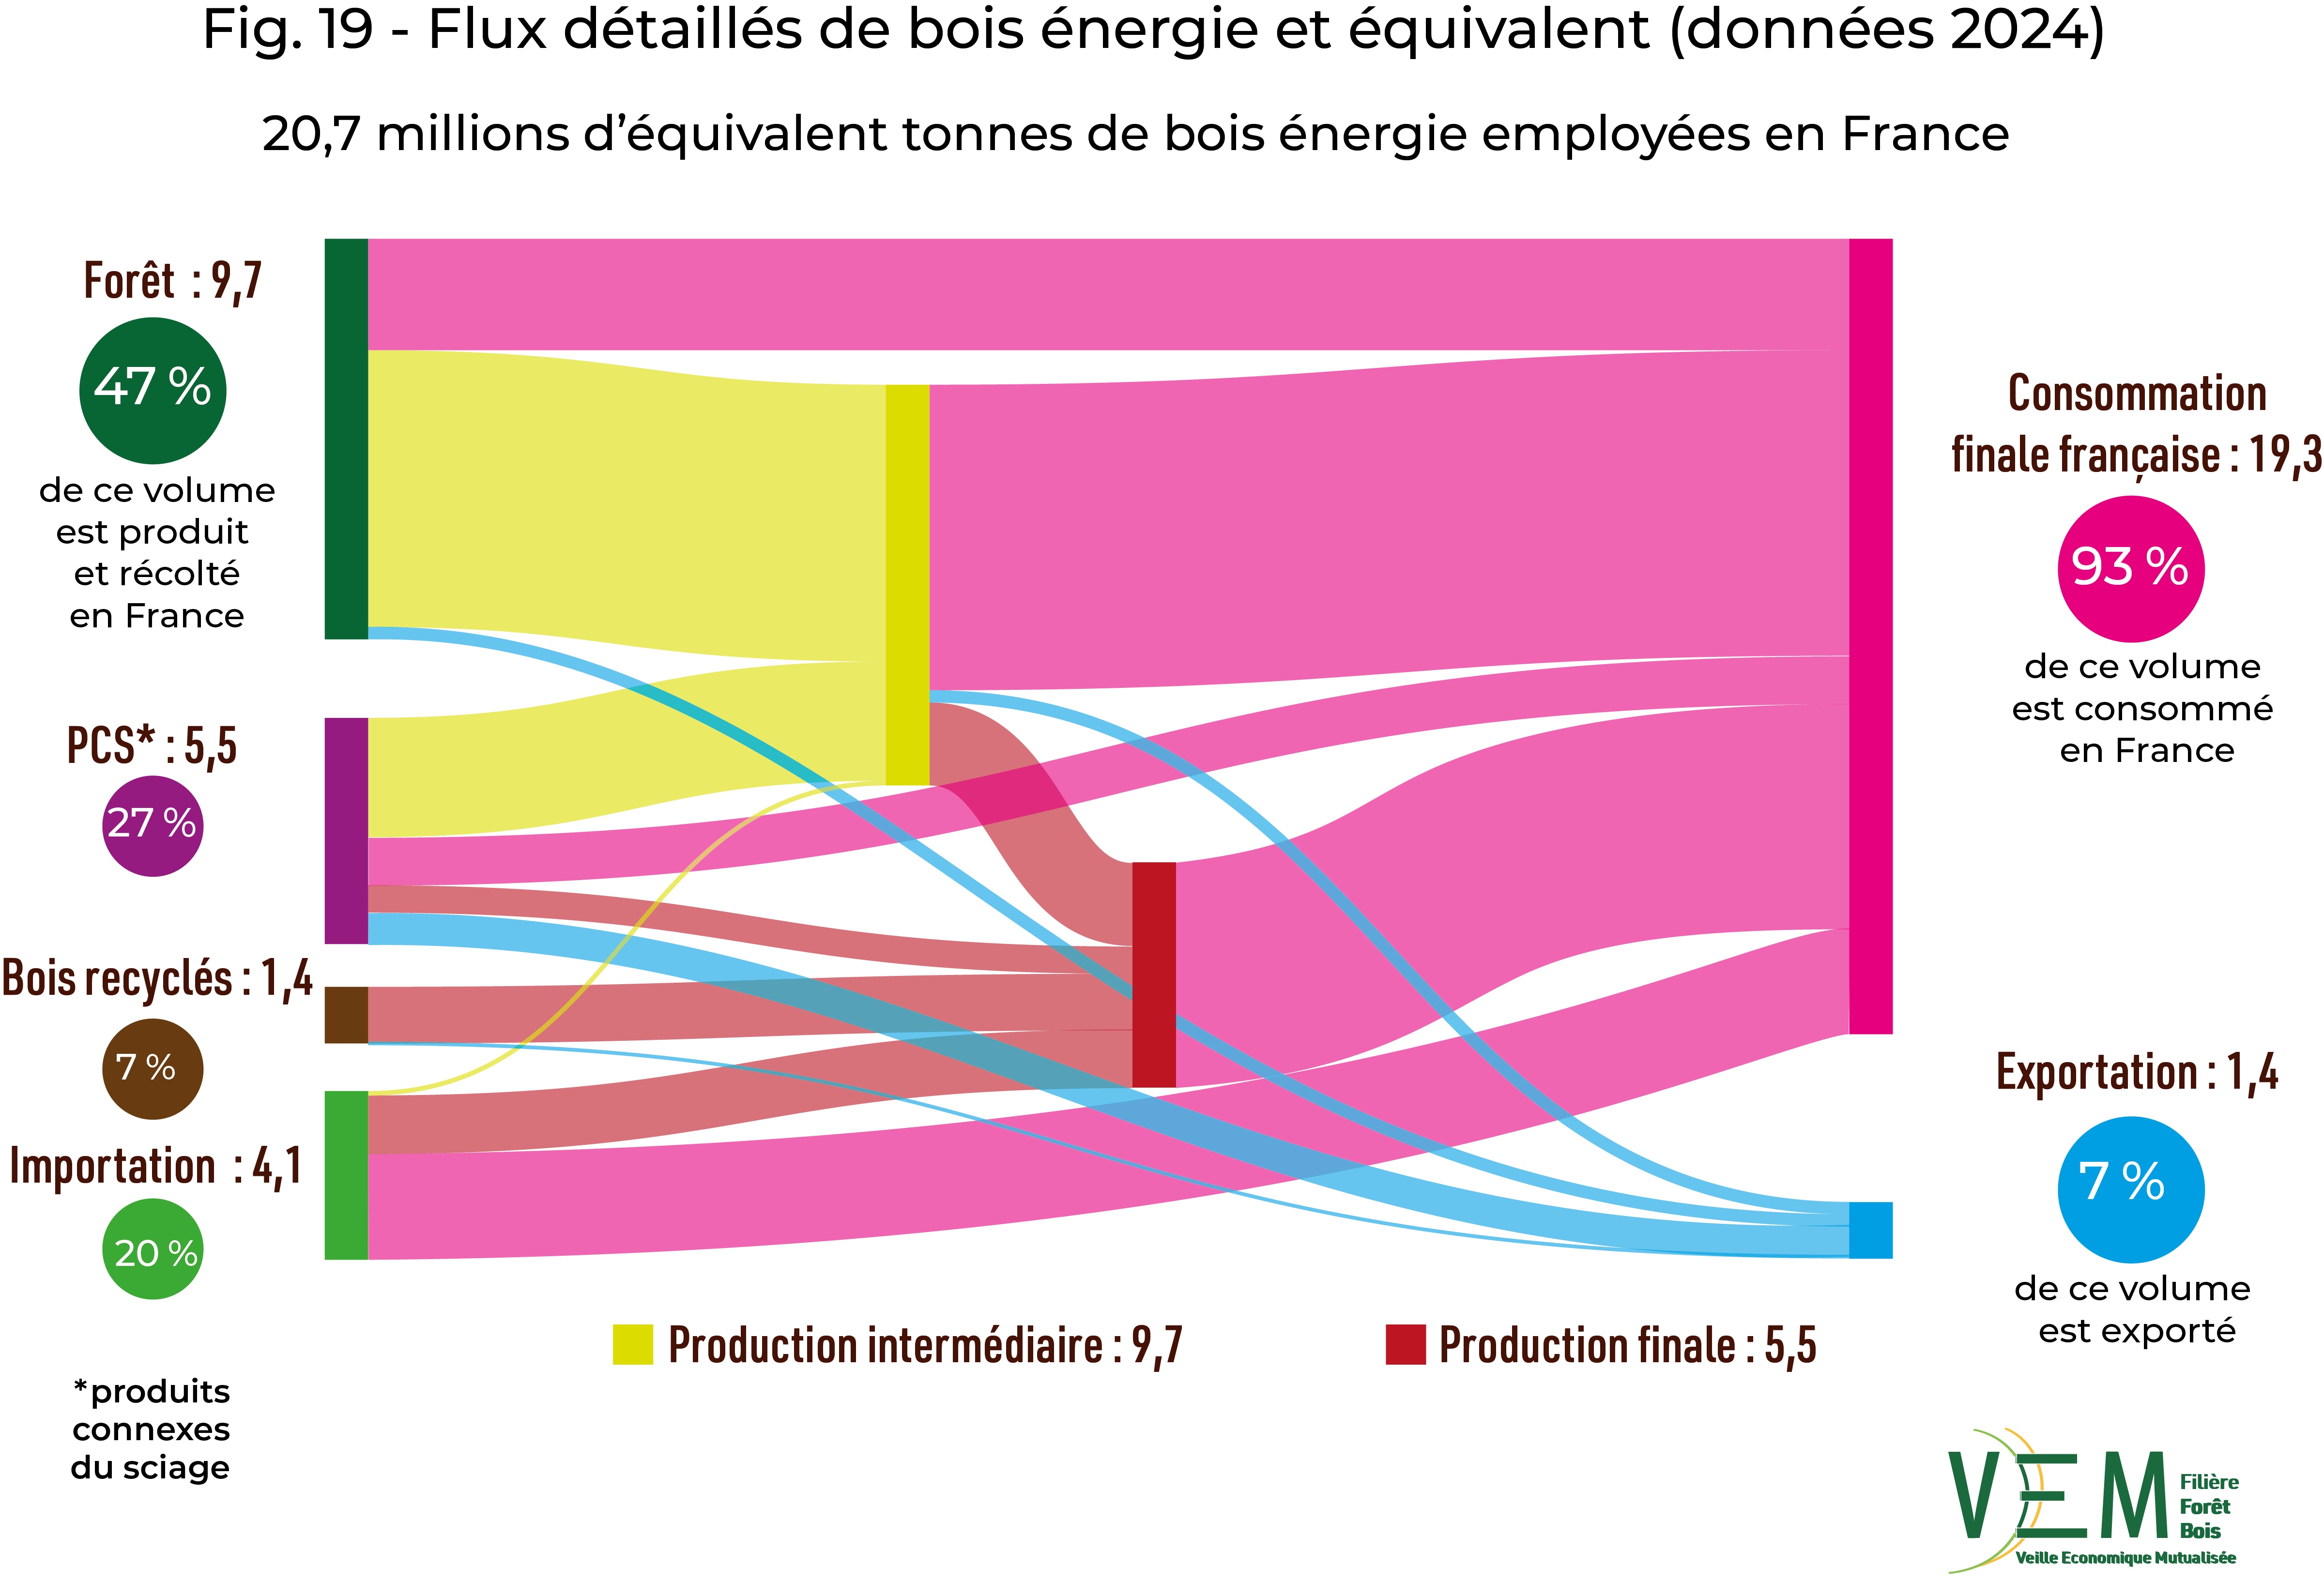 Fig. 19 - Flux détaillés de bois énergie et équivalent (données 2024)
20,7 millions d’équivalent tonnes de bois énergie employées en France
Forêt : 9,7
47 %
de ce volume
est produit
et récolté
en France
PCS* : 5,5
27 %
Bois recyclés : 1,4
7 %
Importation : 4,1
20 %
*produits
connexes
du sciage
Production intermédiaire : 9,7
Production finale : 5,5
Consommation
finale française : 19,3
93 %
de ce volume
est consommé
en France
Exportation : 1,4
7 %
de ce volume
est exporté
VEM
Filière
Forêt
Bois
Veille Economique Mutualisée